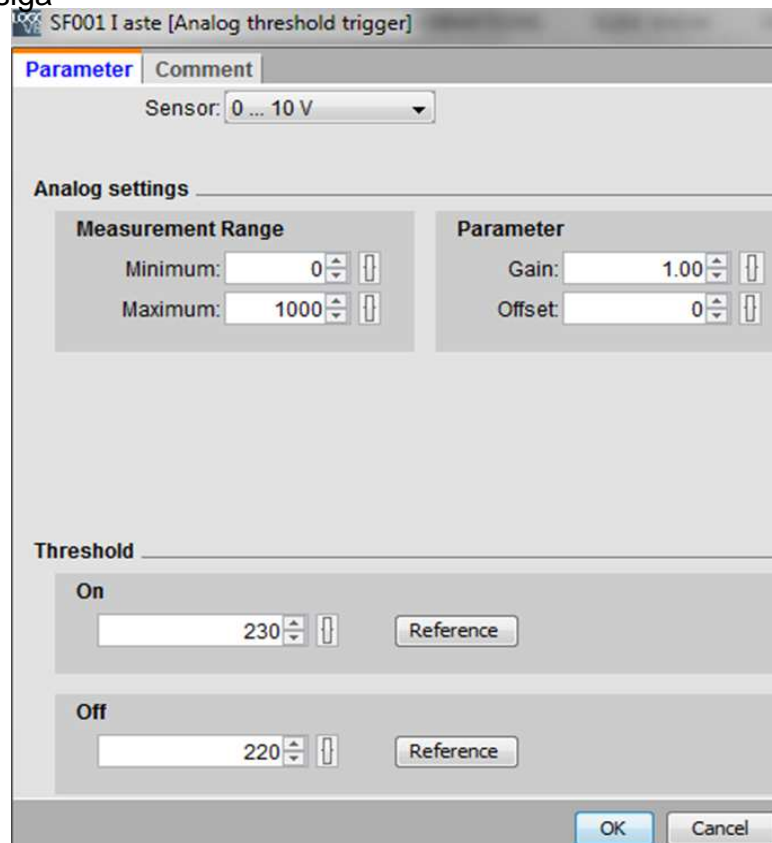 SF001 I aste [Analog threshold trigger]
Parameter Comment
Sensor: 0 ... 10 V
Analog settings
Measurement Range
Minimum: 0
Maximum: 1000
Parameter
Gain: 1.00
Offset: 0
Threshold
On
230 Reference
Off
220 Reference
OK Cancel